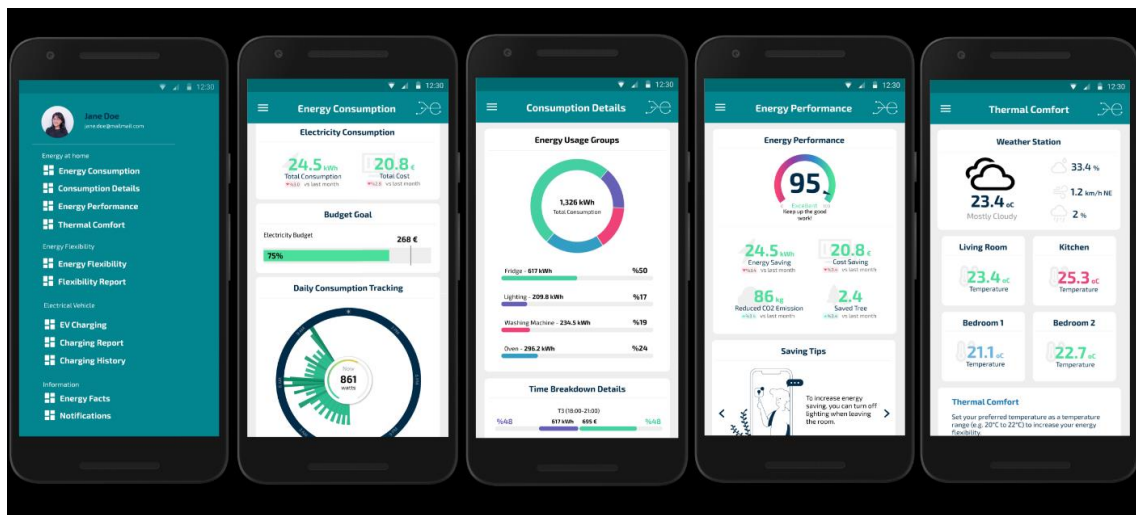 12:30
Jane Doe
janedoe@mailmail.com
Energy at home
Energy Consumption
Consumption Details
Energy Performance
Thermal Comfort
Energy Flexibility
Energy Flexibility
Flexibility Report
Electrical Vehicle
EV Charging
Charging Report
Charging History
Information
Energy Facts
Notifications
12:30
Energy Consumption
Electricity Consumption
24.5 kWh
Total Consumption
vs last month
20.8 €
Total Cost
vs last month
Budget Goal
Electricity Budget
268 €
75%
Daily Consumption Tracking
Now
861
watts
12:30
Consumption Details
Energy Usage Groups
1,326 kWh
Total Consumption
Fridge - 617 kWh %50
Lighting - 209.8 kWh %17
Washing Machine - 234.5 kWh %19
Oven - 296.2 kWh %24
Time Breakdown Details
T3 (18:00-21:00)
%48 617 kWh 695 € %48
12:30
Energy Performance
Energy Performance
95
Excellent
Keep up the good
work!
24.5 kWh
Energy Saving
vs last month
20.8 €
Cost Saving
vs last month
86 kg
Reduced CO2 Emission
vs last month
2.4
Saved Tree
vs last month
Saving Tips
To increase energy
saving, you can turn off
lighting when leaving
the room.
12:30
Thermal Comfort
Weather Station
23.4 oC
Mostly Cloudy
33.4 %
1.2 km/h NE
2 %
Living Room
23.4 oC
Temperature
Kitchen
25.3 oC
Temperature
Bedroom 1
21.1 oC
Temperature
Bedroom 2
22.7 oC
Temperature
Thermal Comfort
Set your preferred temperature as a temperature
range (e.g. 20°C to 22°C) to increase your energy
flexibility.